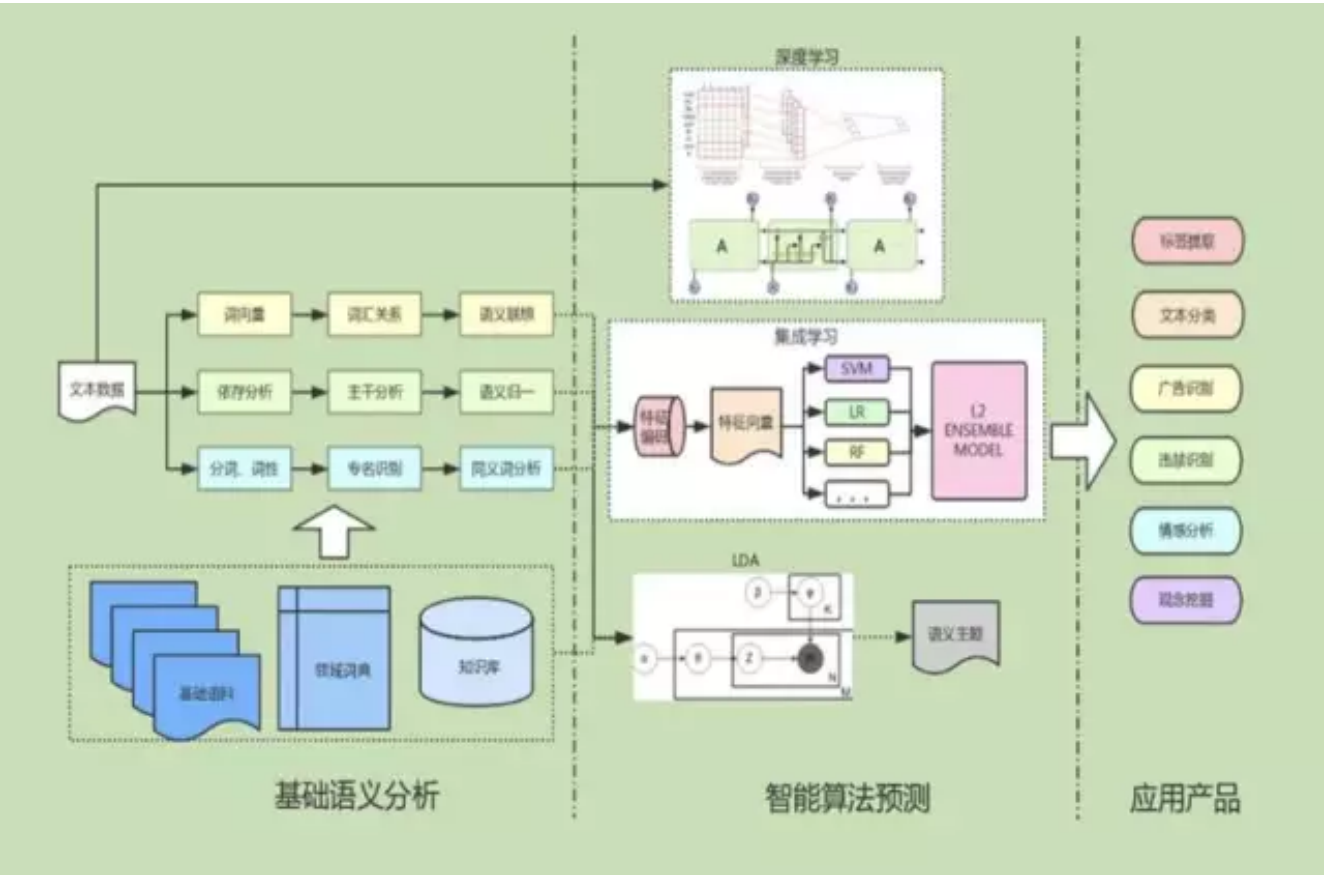 深度学习
A
A
词向量
词汇关系
语义联想
文本数据
依存分析
主干分析
语义归一
分词、词性
专名识别
同义词分析
集成学习
特征
编码
特征向量
SVM
LR
RF
...
L2
ENSEMBLE
MODEL
LDA
β
φ
K
α
θ
Z
N
M
语义主题
基础语料
领域词典
知识库
标签提取
文本分类
广告识别
违禁识别
情感分析
观念挖掘
基础语义分析
智能算法预测
应用产品